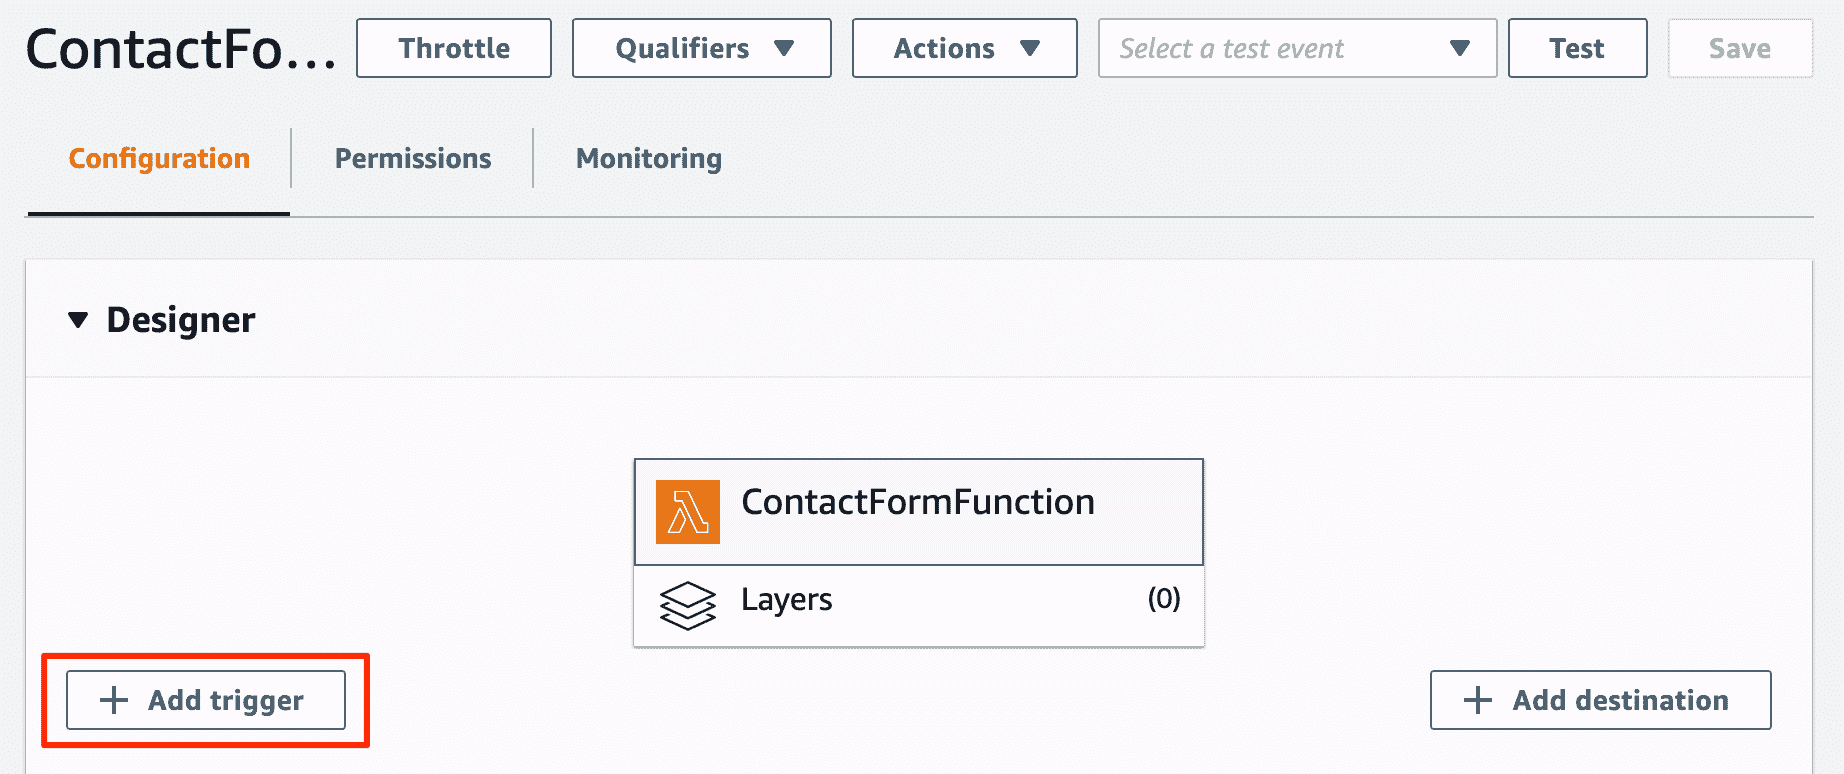 ContactFo... Throttle Qualifiers Actions Select a test event Test Save
Configuration Permissions Monitoring
Designer
ContactFormFunction
Layers (0)
Add trigger Add destination